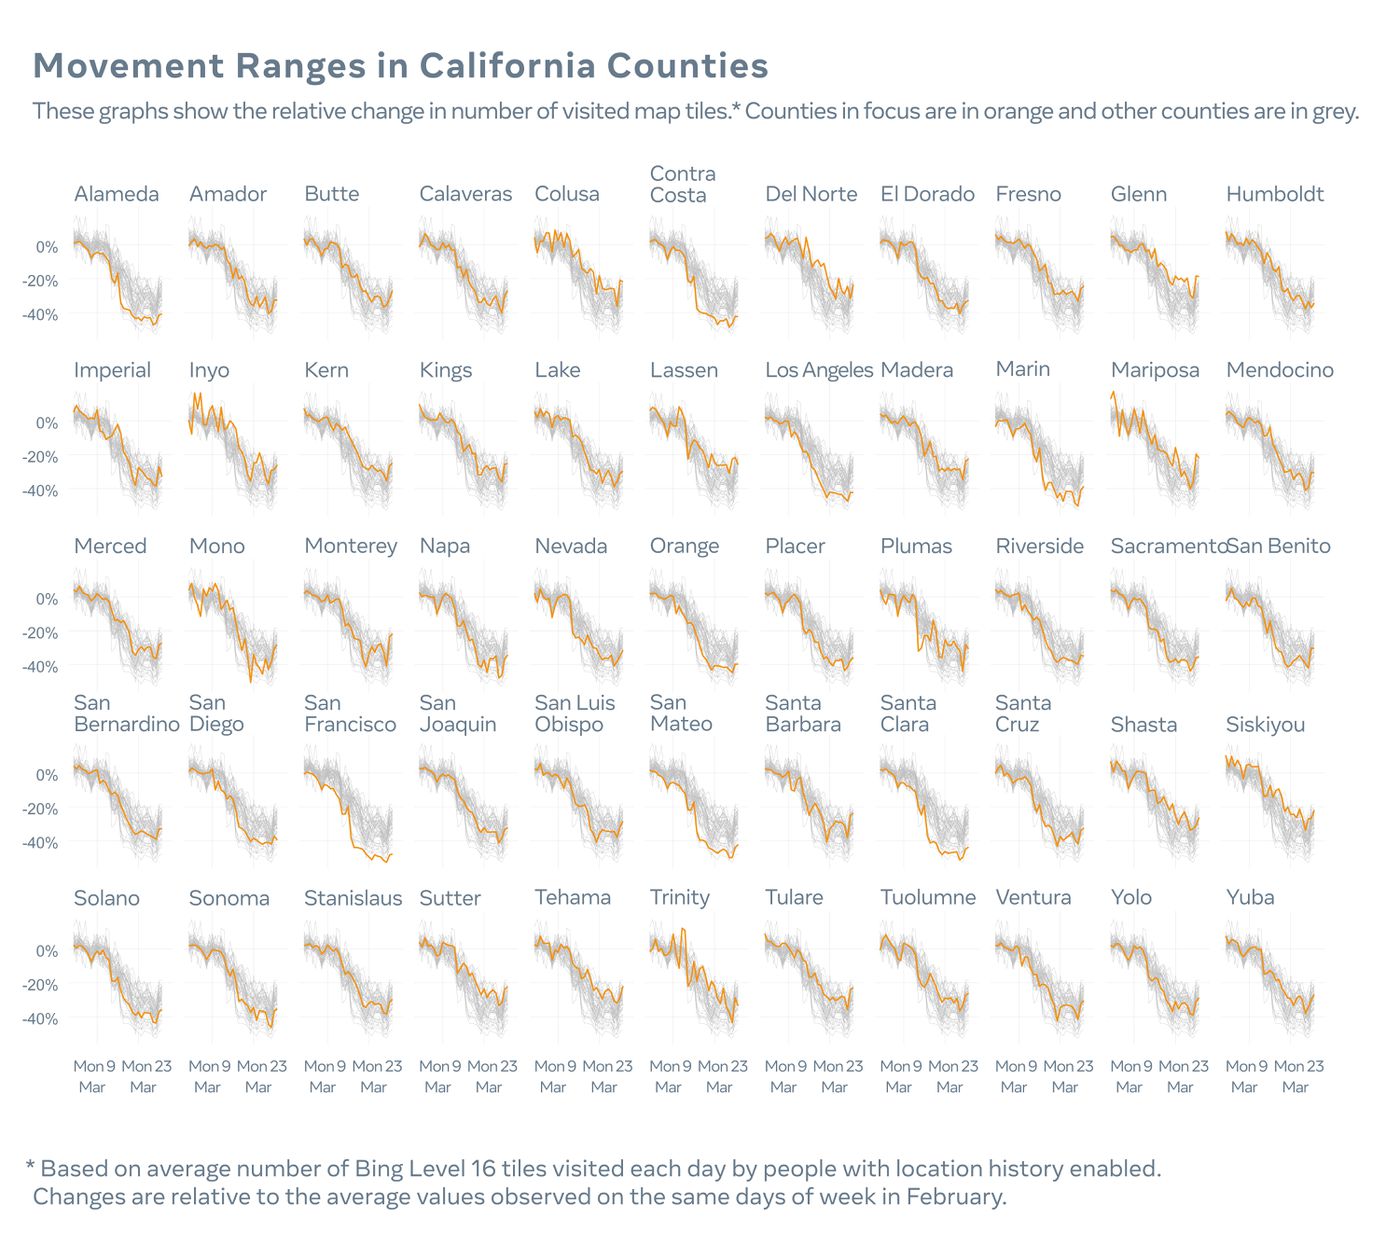 Movement Ranges in California Counties
These graphs show the relative change in number of visited map tiles.* Counties in focus are in orange and other counties are in grey.
Alameda Amador Butte Calaveras Colusa Contra Costa Del Norte El Dorado Fresno Glenn Humboldt
0%
-20%
-40%
Imperial Inyo Kern Kings Lake Lassen Los Angeles Madera Marin Mariposa Mendocino
0%
-20%
-40%
Merced Mono Monterey Napa Nevada Orange Placer Plumas Riverside Sacramento San Benito
0%
-20%
-40%
San Bernardino San Diego San Francisco San Joaquin San Luis Obispo San Mateo Santa Barbara Santa Clara Santa Cruz Shasta Siskiyou
0%
-20%
-40%
Solano Sonoma Stanislaus Sutter Tehama Trinity Tulare Tuolumne Ventura Yolo Yuba
0%
-20%
-40%
Mon 9 Mon 23 Mon 9 Mon 23 Mon 9 Mon 23 Mon 9 Mon 23 Mon 9 Mon 23 Mon 9 Mon 23 Mon 9 Mon 23 Mon 9 Mon 23 Mon 9 Mon 23 Mon 9 Mon 23 Mon 9 Mon 23
Mar Mar Mar Mar Mar Mar Mar Mar Mar Mar Mar Mar Mar Mar Mar Mar Mar Mar Mar Mar Mar Mar
* Based on average number of Bing Level 16 tiles visited each day by people with location history enabled.
Changes are relative to the average values observed on the same days of week in February.